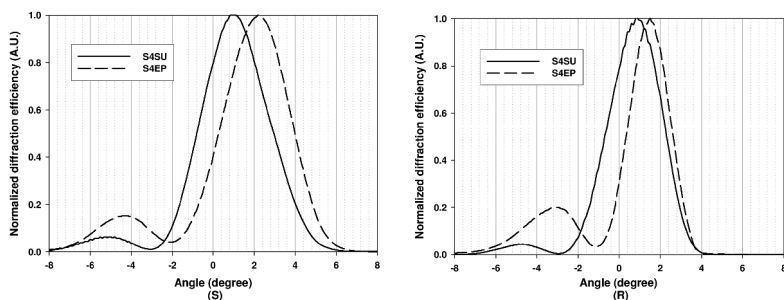 Normalized diffraction efficiency (A.U.)
1.0
0.8
0.6
0.4
0.2
0.0
S4SU
S4EP
-8 -6 -4 -2 0 2 4 6 8
Angle (degree)
(S)
Normalized diffraction efficiency (A.U.)
1.0
0.8
0.6
0.4
0.2
0.0
S4SU
S4EP
-8 -6 -4 -2 0 2 4 6 8
Angle (degree)
(R)